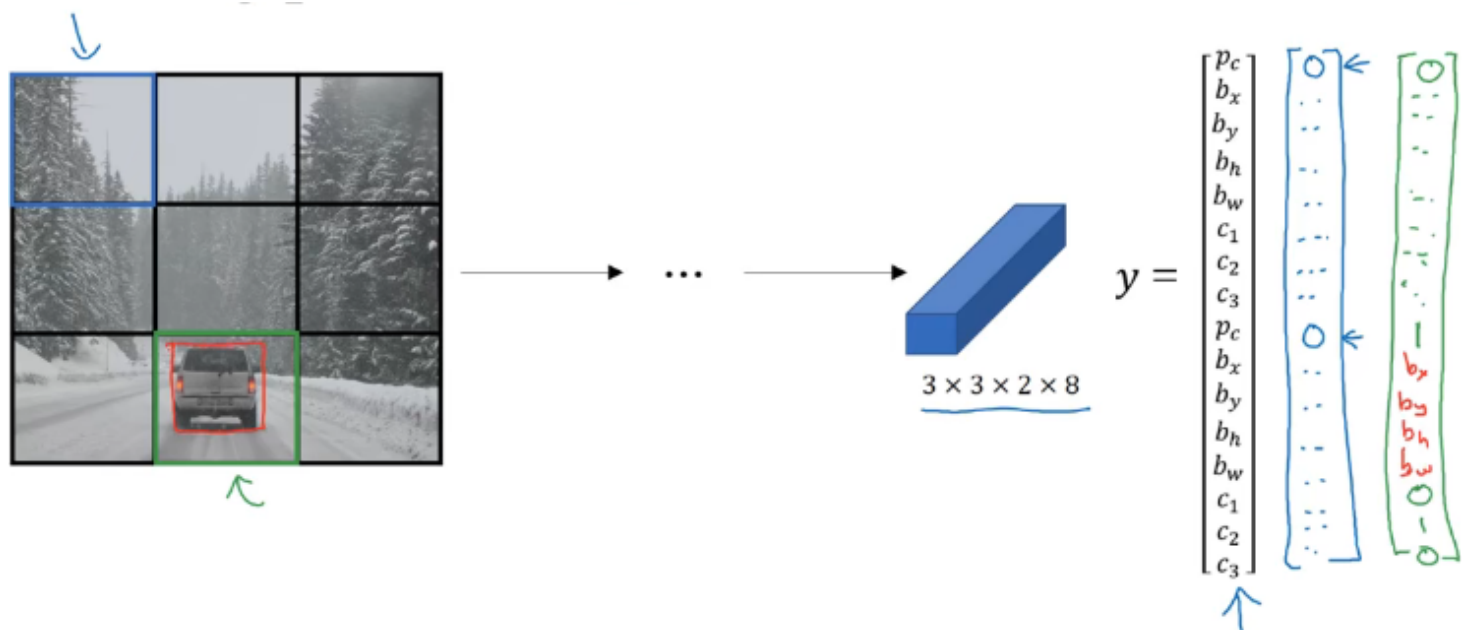 3 × 3 × 2 × 8
y =
p_c
b_x
b_y
b_h
b_w
c_1
c_2
c_3
p_c
b_x
b_y
b_h
b_w
c_1
c_2
c_3
0
0
0
1
b_x
b_y
b_h
b_w
0
1
0